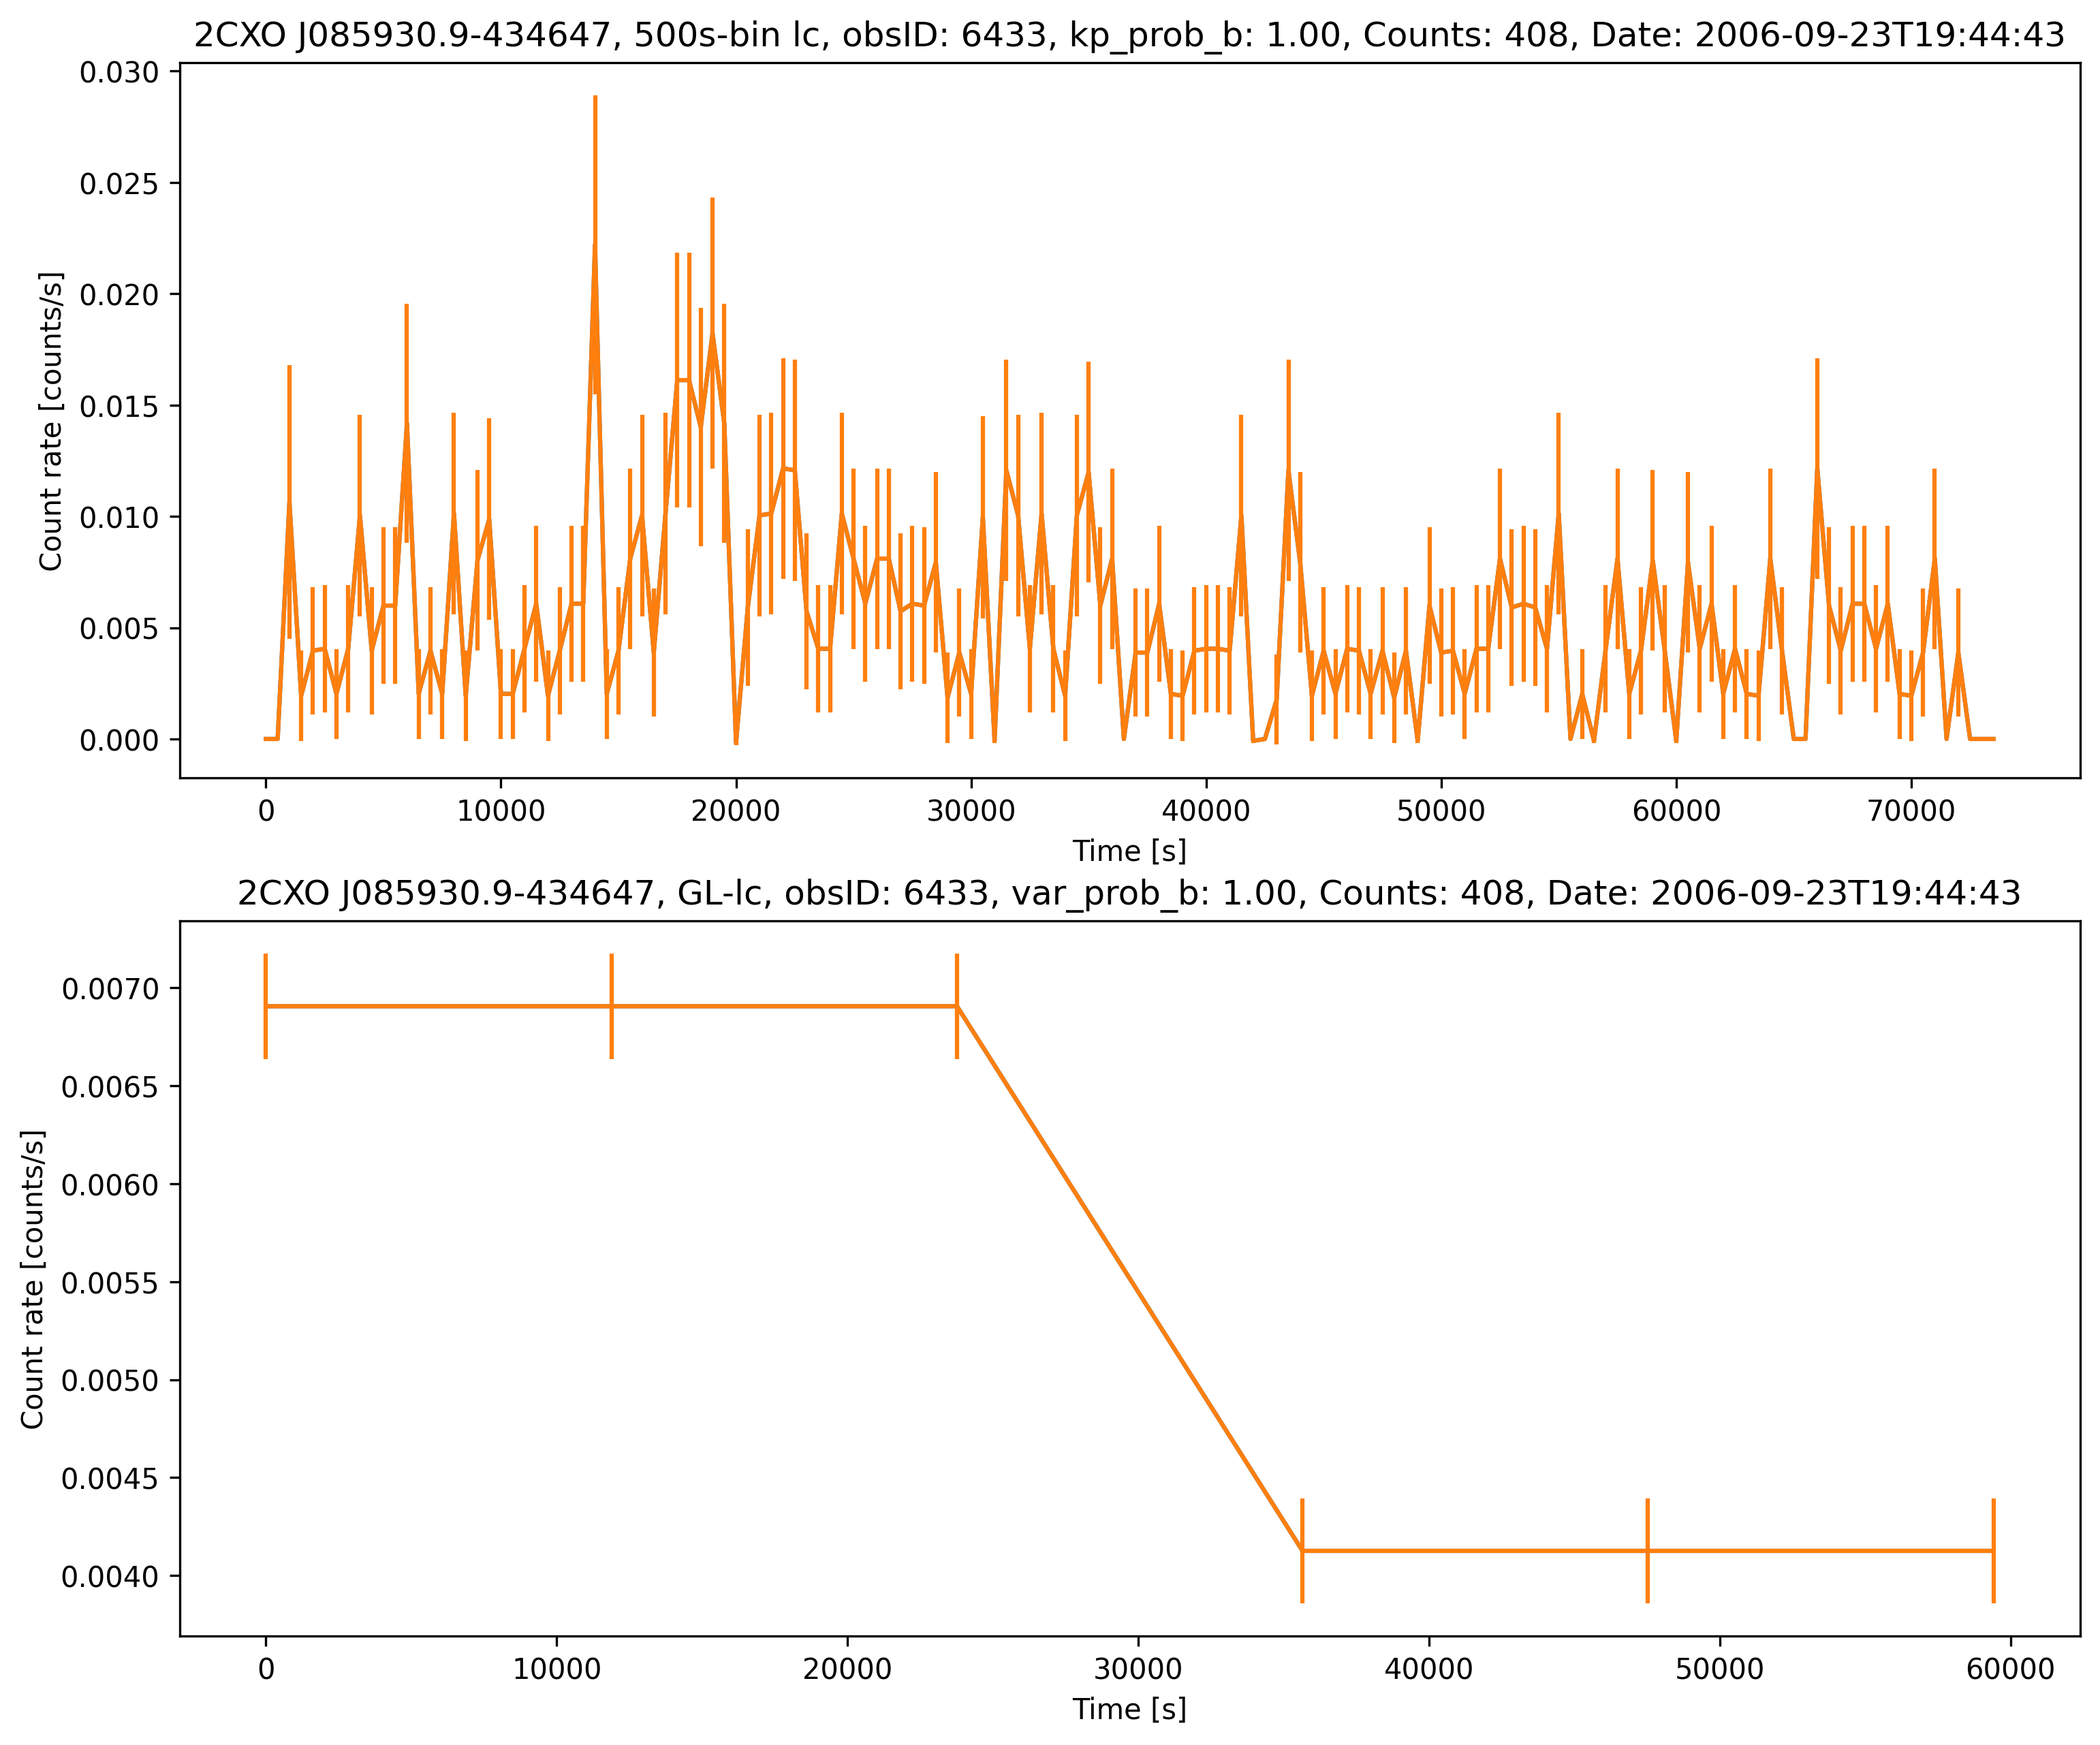 2CXO J085930.9-434647, 500s-bin lc, obsID: 6433, kp_prob_b: 1.00, Counts: 408, Date: 2006-09-23T19:44:43
0.030
0.025
0.020
0.015
0.010
0.005
0.000
Count rate [counts/s]
0 10000 20000 30000 40000 50000 60000 70000
Time [s]
2CXO J085930.9-434647, GL-lc, obsID: 6433, var_prob_b: 1.00, Counts: 408, Date: 2006-09-23T19:44:43
0.0070
0.0065
0.0060
0.0055
0.0050
0.0045
0.0040
Count rate [counts/s]
0 10000 20000 30000 40000 50000 60000
Time [s]